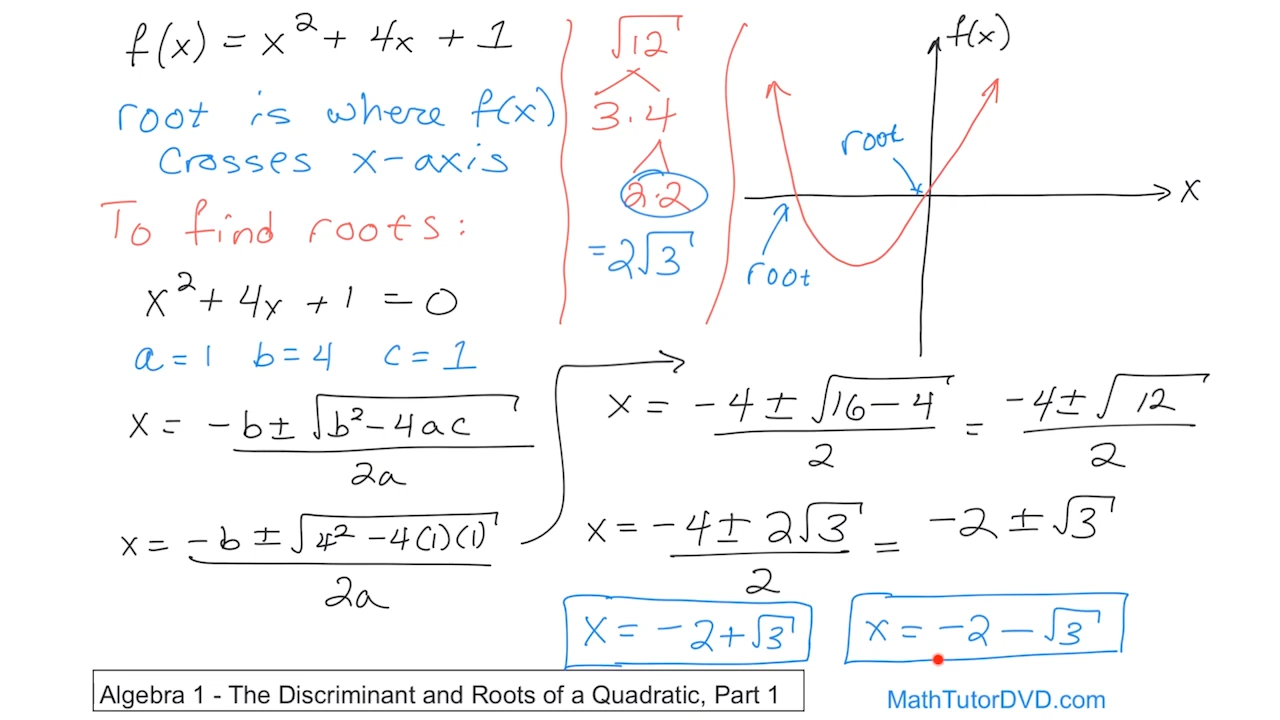 f(x) = x² + 4x + 1
root is where f(x)
crosses x-axis
To find roots:
x² + 4x + 1 = 0
a = 1 b = 4 c = 1
x = -b ± √(b² - 4ac) / 2a
x = -b ± √(4² - 4(1)(1)) / 2a
√12
3·4
2·2
= 2√3
f(x)
root
x
root
x = -4 ± √(16 - 4) / 2 = -4 ± √12 / 2
x = -4 ± 2√3 / 2 = -2 ± √3
x = -2 + √3
x = -2 - √3
Algebra 1 - The Discriminant and Roots of a Quadratic, Part 1
MathTutorDVD.com